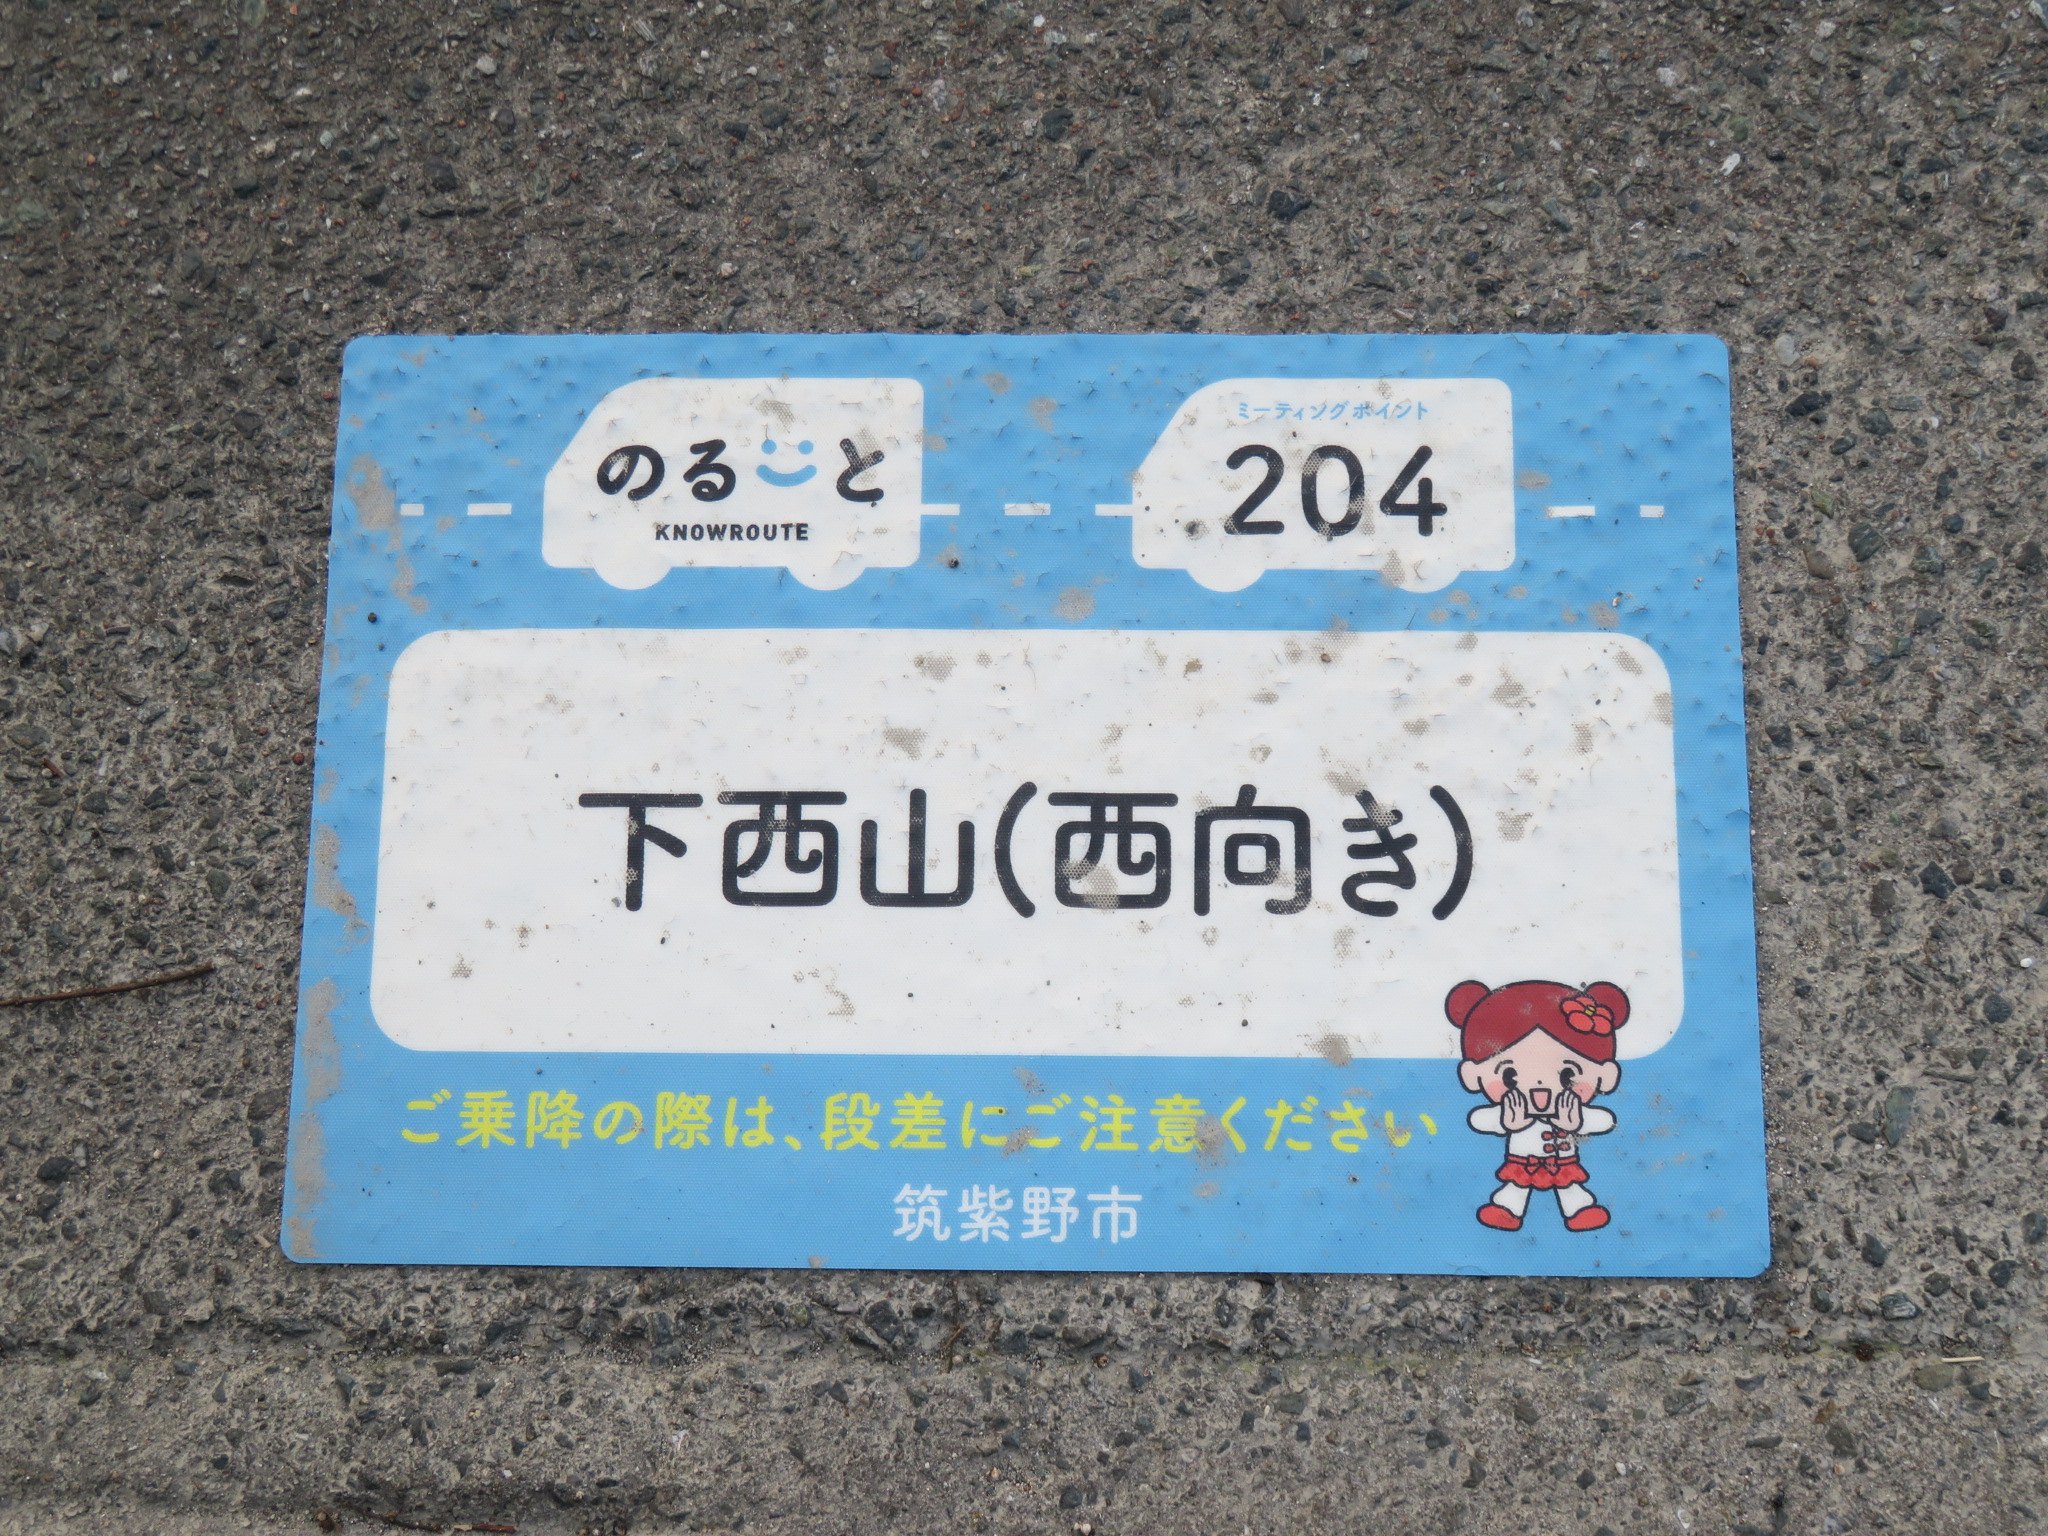 のると
KNOWROUTE
ミーティングポイント
204
下西山(西向き)
ご乗降の際は、段差にご注意ください
筑紫野市